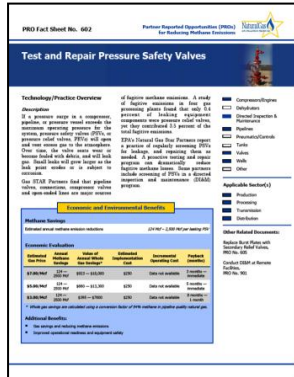 PRO Fact Sheet No. 602
Partner Reported Opportunities (PROs)
for Reducing Methane Emissions
NaturalGas
Test and Repair Pressure Safety Valves
Technology/Practice Overview
Description
If a pressure surge in a compressor,
pipeline, or pressure vessel exceeds the
maximum operating pressure for the
system, pressure safety valves (PSVs, or
pressure relief valves, PRVs) will open
and vent excess gas to the atmosphere.
Over time, the valve seats wear or
become fouled with debris, and will leak
gas. Small leaks will grow larger as the
leak point erodes or is subject to
corrosion.
Gas STAR Partners find that pipeline
valves, connections, compressor valves
and open-ended lines are major sources
of fugitive methane emissions. A study
of fugitive emissions in four gas
processing plants found that only 0.4
percent of leaking equipment
components were pressure relief valves,
yet they contributed 3.5 percent of the
total fugitive emissions.
EPA's Natural Gas Star Partners report
a practice of regularly screening PSVs
for leakage, and repairing them as
needed. A proactive testing and repair
program can dramatically reduce
fugitive methane losses. Some partners
include screening of PSVs in a directed
inspection and maintenance (DI&M)
program.
Compressors/Engines
Dehydrators
Directed Inspection &
Maintenance
Pipelines
Pneumatics/Controls
Tanks
Valves
Wells
Other
Applicable Sector(s)
Production
Processing
Transmission
Distribution
Other Related Documents:
Replace Burst Plates with
Secondary Relief Valves,
PRO No. 601
Conduct DI&M at Remote
Facilities,
PRO No. 901
Economic and Environmental Benefits
Methane Savings
Estimated annual methane emission reductions
Economic Evaluation
Estimated Gas Price
Annual Methane Savings
Value of Annual Whole Gas Savings*
Estimated Implementation Cost
Incremental Operating Cost
Payback (months)
$7.00/Mcf
$250
Data not available
$5.00/Mcf
$250
Data not available
$3.00/Mcf
$250
Data not available
Additional Benefits:
Gas savings and reducing methane emissions
Improved operational readiness and equipment safety